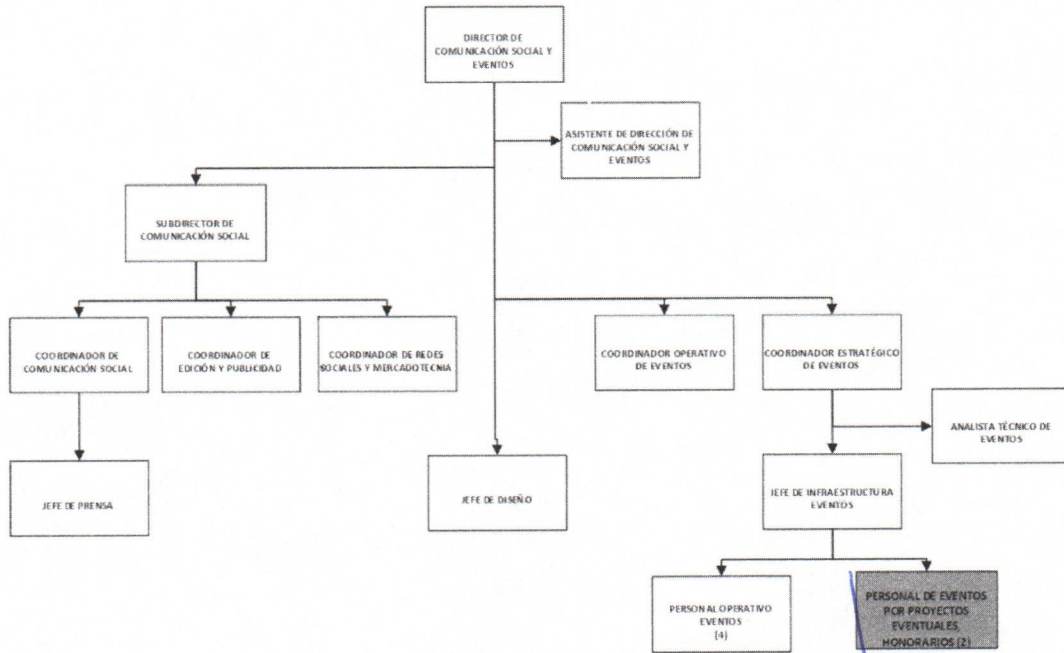 DIRECTOR DE
COMUNICACIÓN SOCIAL Y
EVENTOS
ASISTENTE DE DIRECCIÓN DE
COMUNICACIÓN SOCIAL Y
EVENTOS
SUBDIRECTOR DE
COMUNICACIÓN SOCIAL
COORDINADOR DE
COMUNICACIÓN SOCIAL
COORDINADOR DE
EDICIÓN Y PUBLICIDAD
COORDINADOR DE REDES
SOCIALES Y MERCADOTECNIA
COORDINADOR OPERATIVO
DE EVENTOS
COORDINADOR ESTRATÉGICO
DE EVENTOS
ANALISTA TÉCNICO DE
EVENTOS
JEFE DE PRENSA
JEFE DE DISEÑO
JEFE DE INFRAESTRUCTURA
EVENTOS
PERSONAL OPERATIVO
EVENTOS
(4)
PERSONAL DE EVENTOS
POR PROYECTOS
EVENTUALES,
HONORARIOS (2)